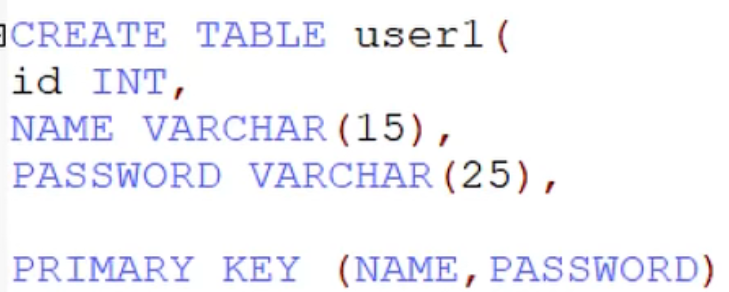 CREATE TABLE user1(
id INT,
NAME VARCHAR(15),
PASSWORD VARCHAR(25),
PRIMARY KEY (NAME,PASSWORD)